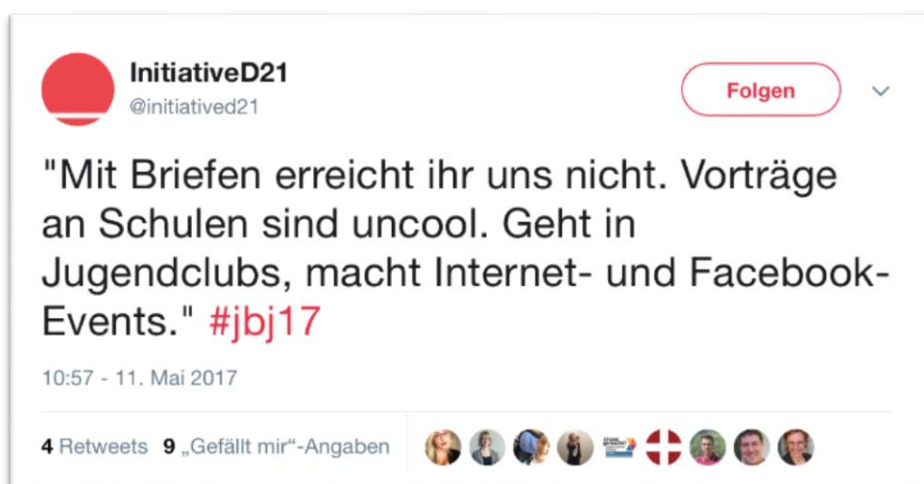 InitiativeD21
@initiatived21
Folgen
"Mit Briefen erreicht ihr uns nicht. Vorträge
an Schulen sind uncool. Geht in
Jugendclubs, macht Internet- und Facebook-
Events." #jbj17
10:57 - 11. Mai 2017
4 Retweets 9 „Gefällt mir“-Angaben